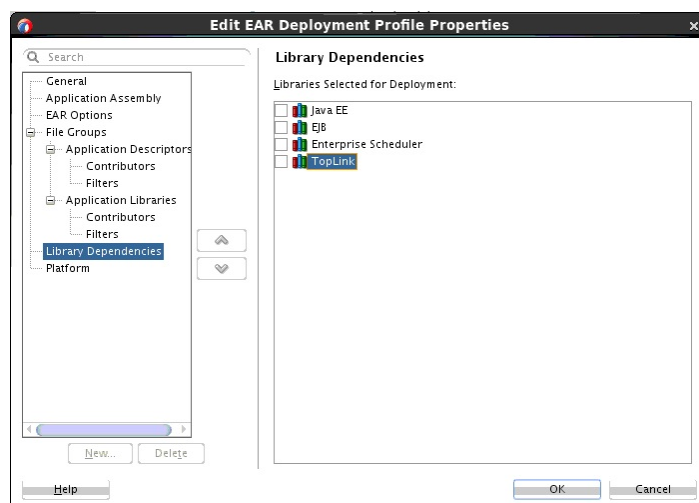 Edit EAR Deployment Profile Properties
Search
General
Application Assembly
EAR Options
File Groups
Application Descriptors
Contributors
Filters
Application Libraries
Contributors
Filters
Library Dependencies
Platform
New...
Delete
Library Dependencies
Libraries Selected for Deployment:
Java EE
EJB
Enterprise Scheduler
TopLink
Help
OK
Cancel